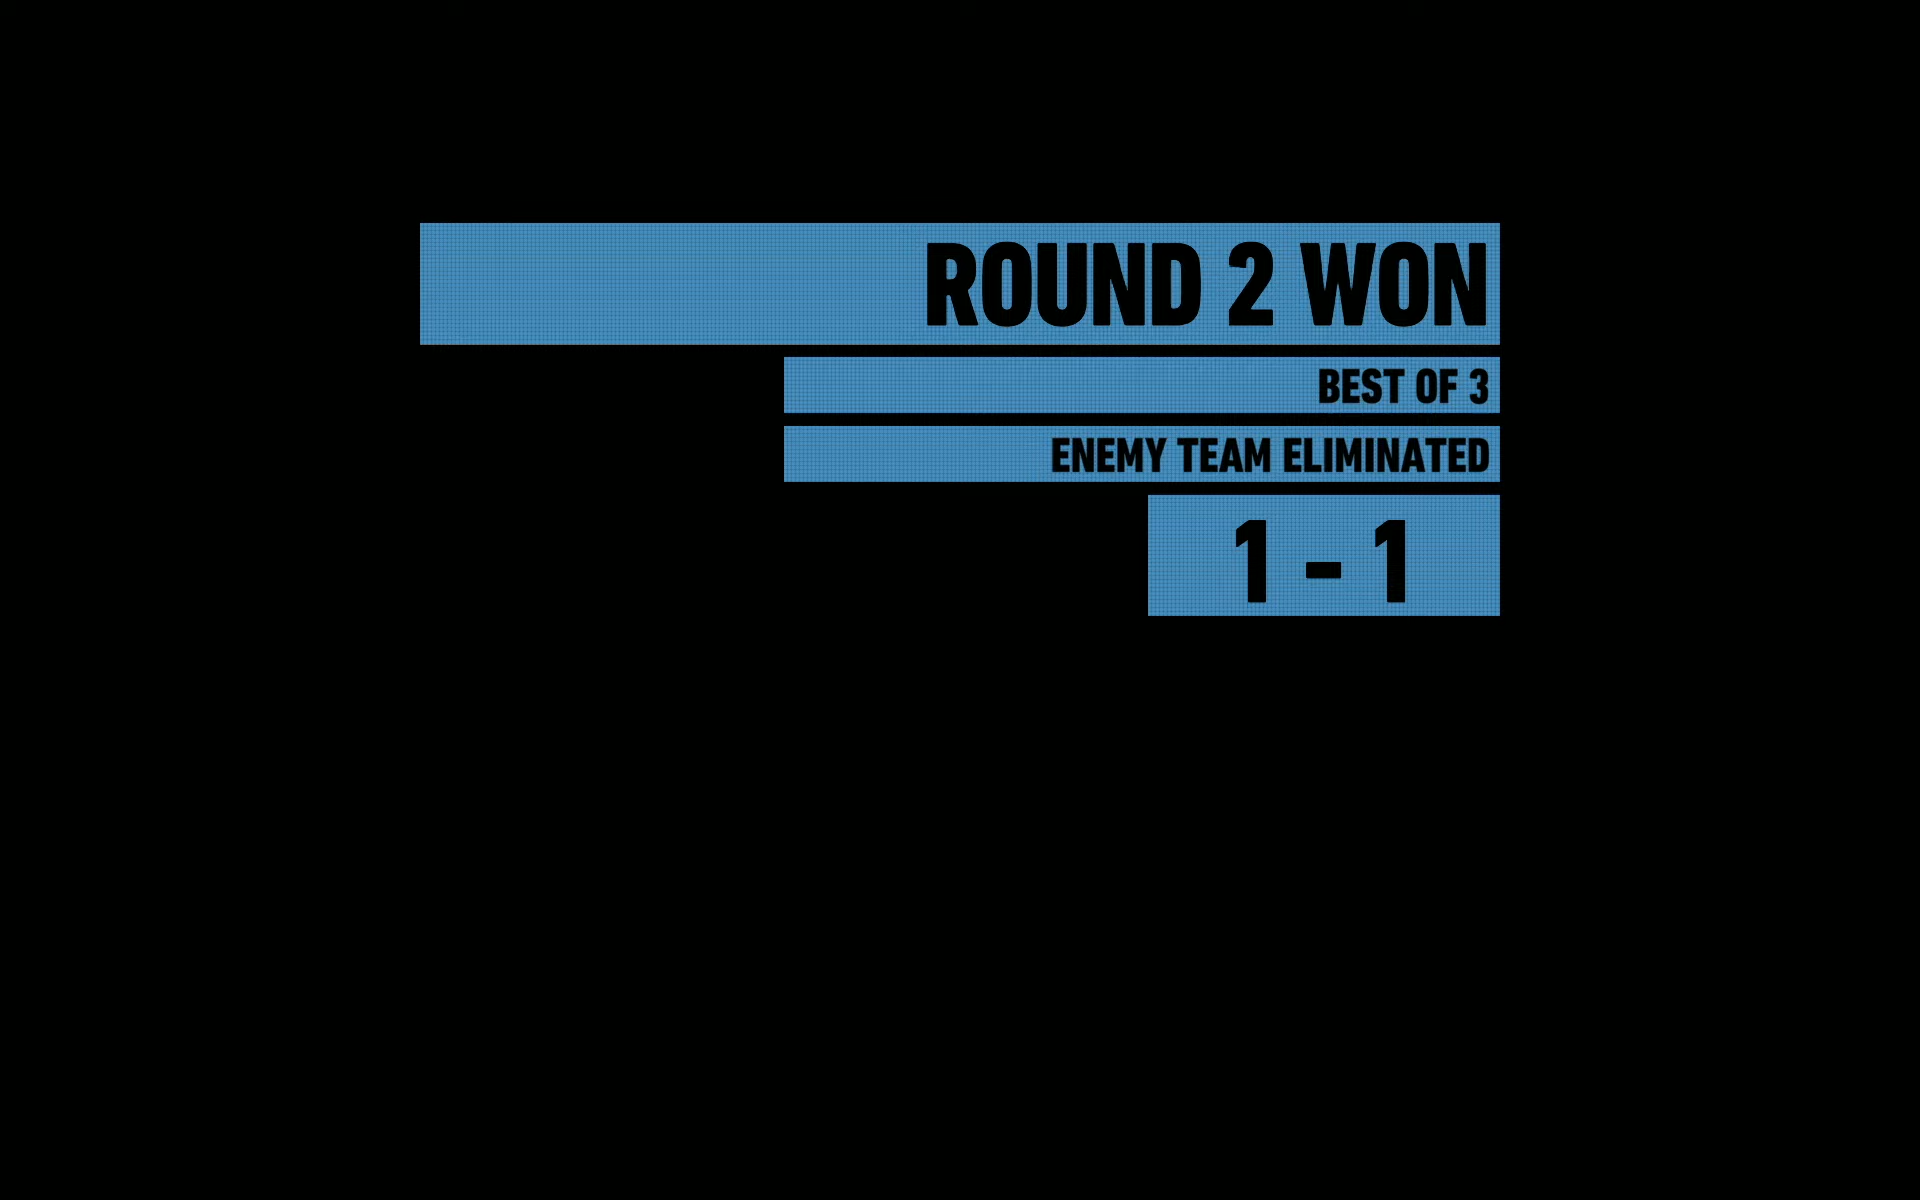 ROUND 2 WON
BEST OF 3
ENEMY TEAM ELIMINATED
1 - 1